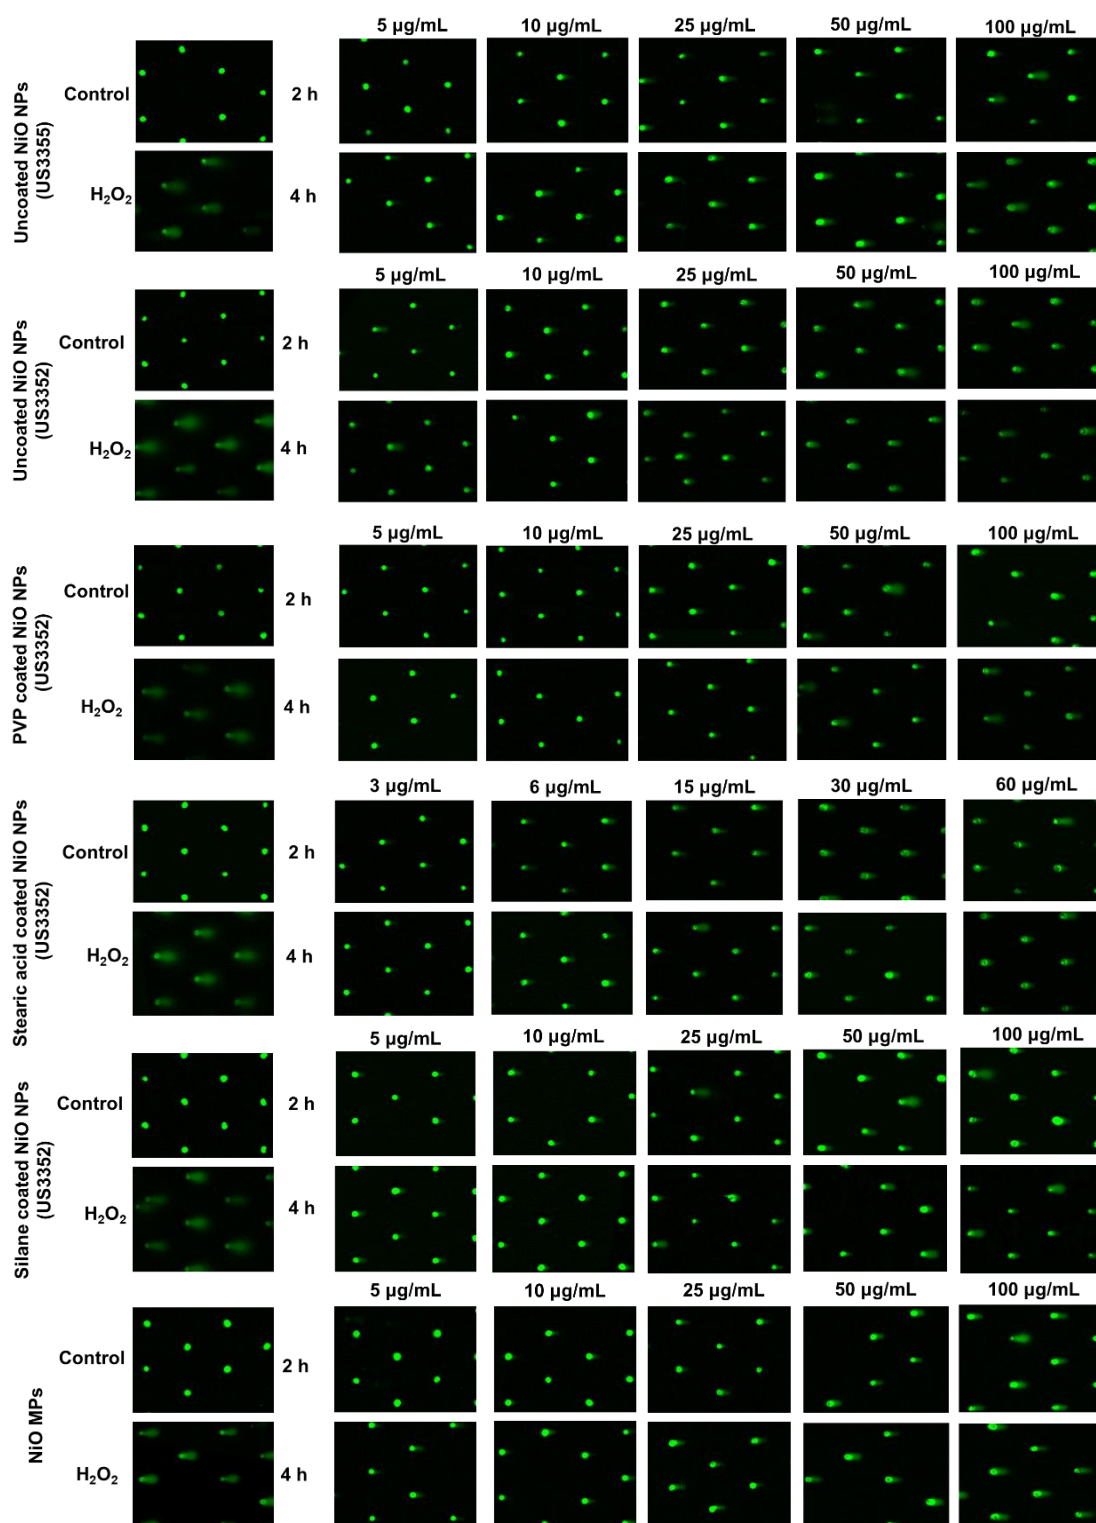 5 µg/mL 10 µg/mL 25 µg/mL 50 µg/mL 100 µg/mL
Uncoated NiO NPs
(US3355)
Control 2 h
H₂O₂ 4 h
5 µg/mL 10 µg/mL 25 µg/mL 50 µg/mL 100 µg/mL
Uncoated NiO NPs
(US3352)
Control 2 h
H₂O₂ 4 h
5 µg/mL 10 µg/mL 25 µg/mL 50 µg/mL 100 µg/mL
PVP coated NiO NPs
(US3352)
Control 2 h
H₂O₂ 4 h
3 µg/mL 6 µg/mL 15 µg/mL 30 µg/mL 60 µg/mL
Stearic acid coated NiO NPs
(US3352)
Control 2 h
H₂O₂ 4 h
5 µg/mL 10 µg/mL 25 µg/mL 50 µg/mL 100 µg/mL
Silane coated NiO NPs
(US3352)
Control 2 h
H₂O₂ 4 h
5 µg/mL 10 µg/mL 25 µg/mL 50 µg/mL 100 µg/mL
NiO MPs
Control 2 h
H₂O₂ 4 h